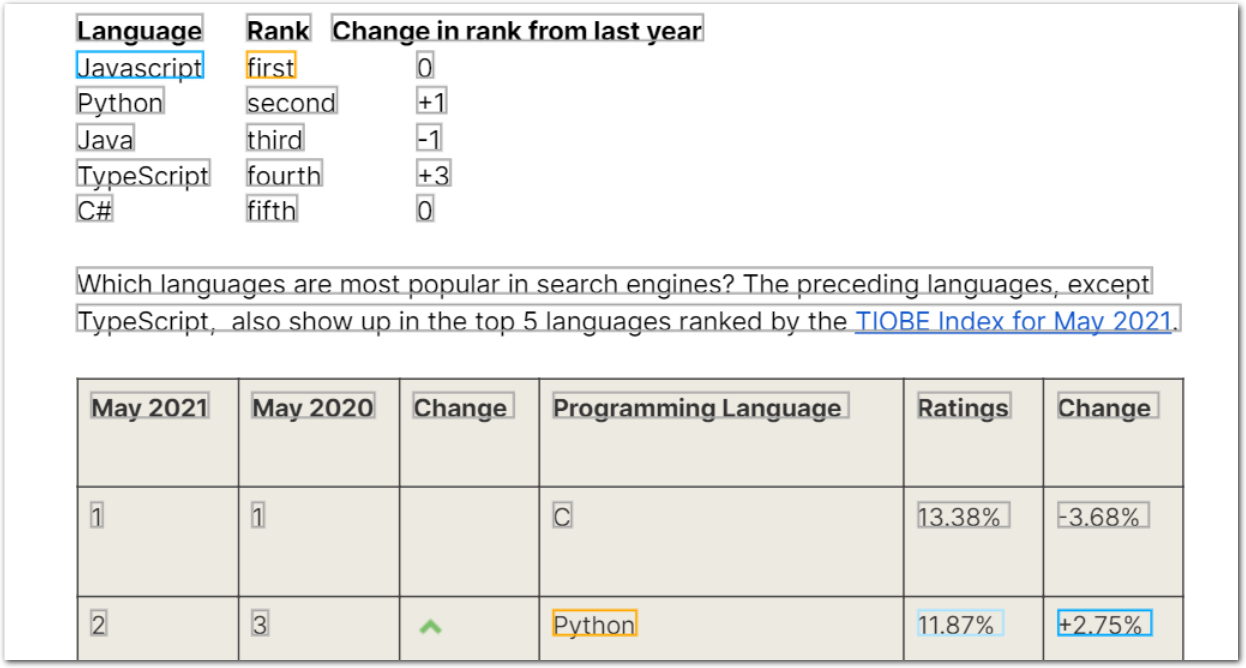 Language Rank Change in rank from last year
Javascript first 0
Python second +1
Java third -1
TypeScript fourth +3
C# fifth 0
Which languages are most popular in search engines? The preceding languages, except
TypeScript,  also show up in the top 5 languages ranked by the TIOBE Index for May 2021.
May 2021 May 2020 Change Programming Language Ratings Change
1 1 C 13.38% -3.68%
2 3 Python 11.87% +2.75%